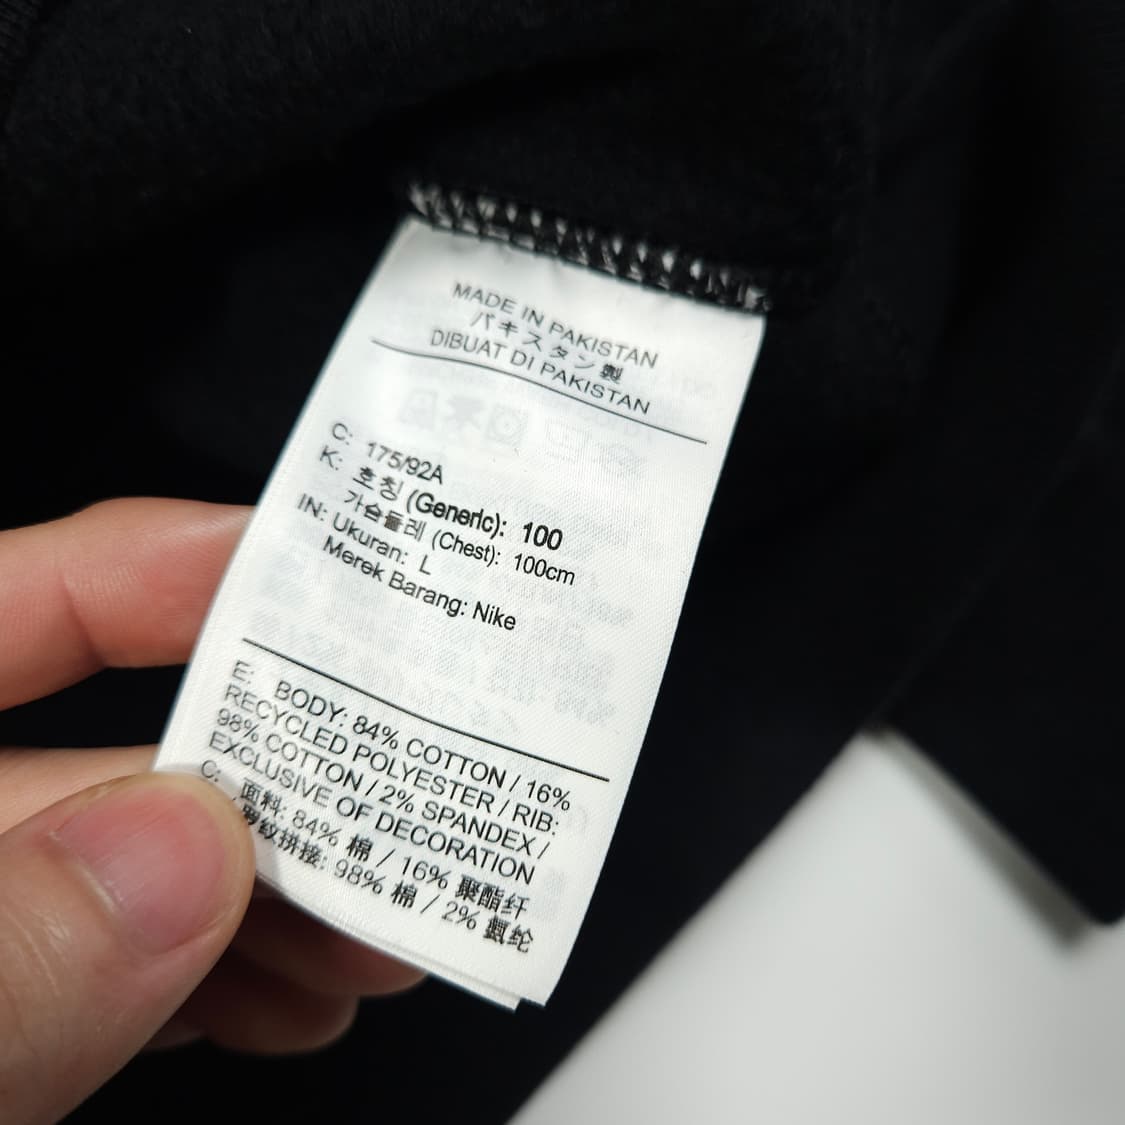 MADE IN PAKISTAN
パキスタン製
DIBUAT DI PAKISTAN
C: 175/92A
K: 호칭 (Generic): 100
가슴둘레 (Chest): 100cm
IN: Ukuran: L
Merek Barang: Nike
E: BODY: 84% COTTON / 16%
RECYCLED POLYESTER / RIB:
98% COTTON / 2% SPANDEX /
EXCLUSIVE OF DECORATION
C: 面料: 84% 棉 / 16% 聚酯纤
罗纹拼接: 98% 棉 / 2% 氨纶